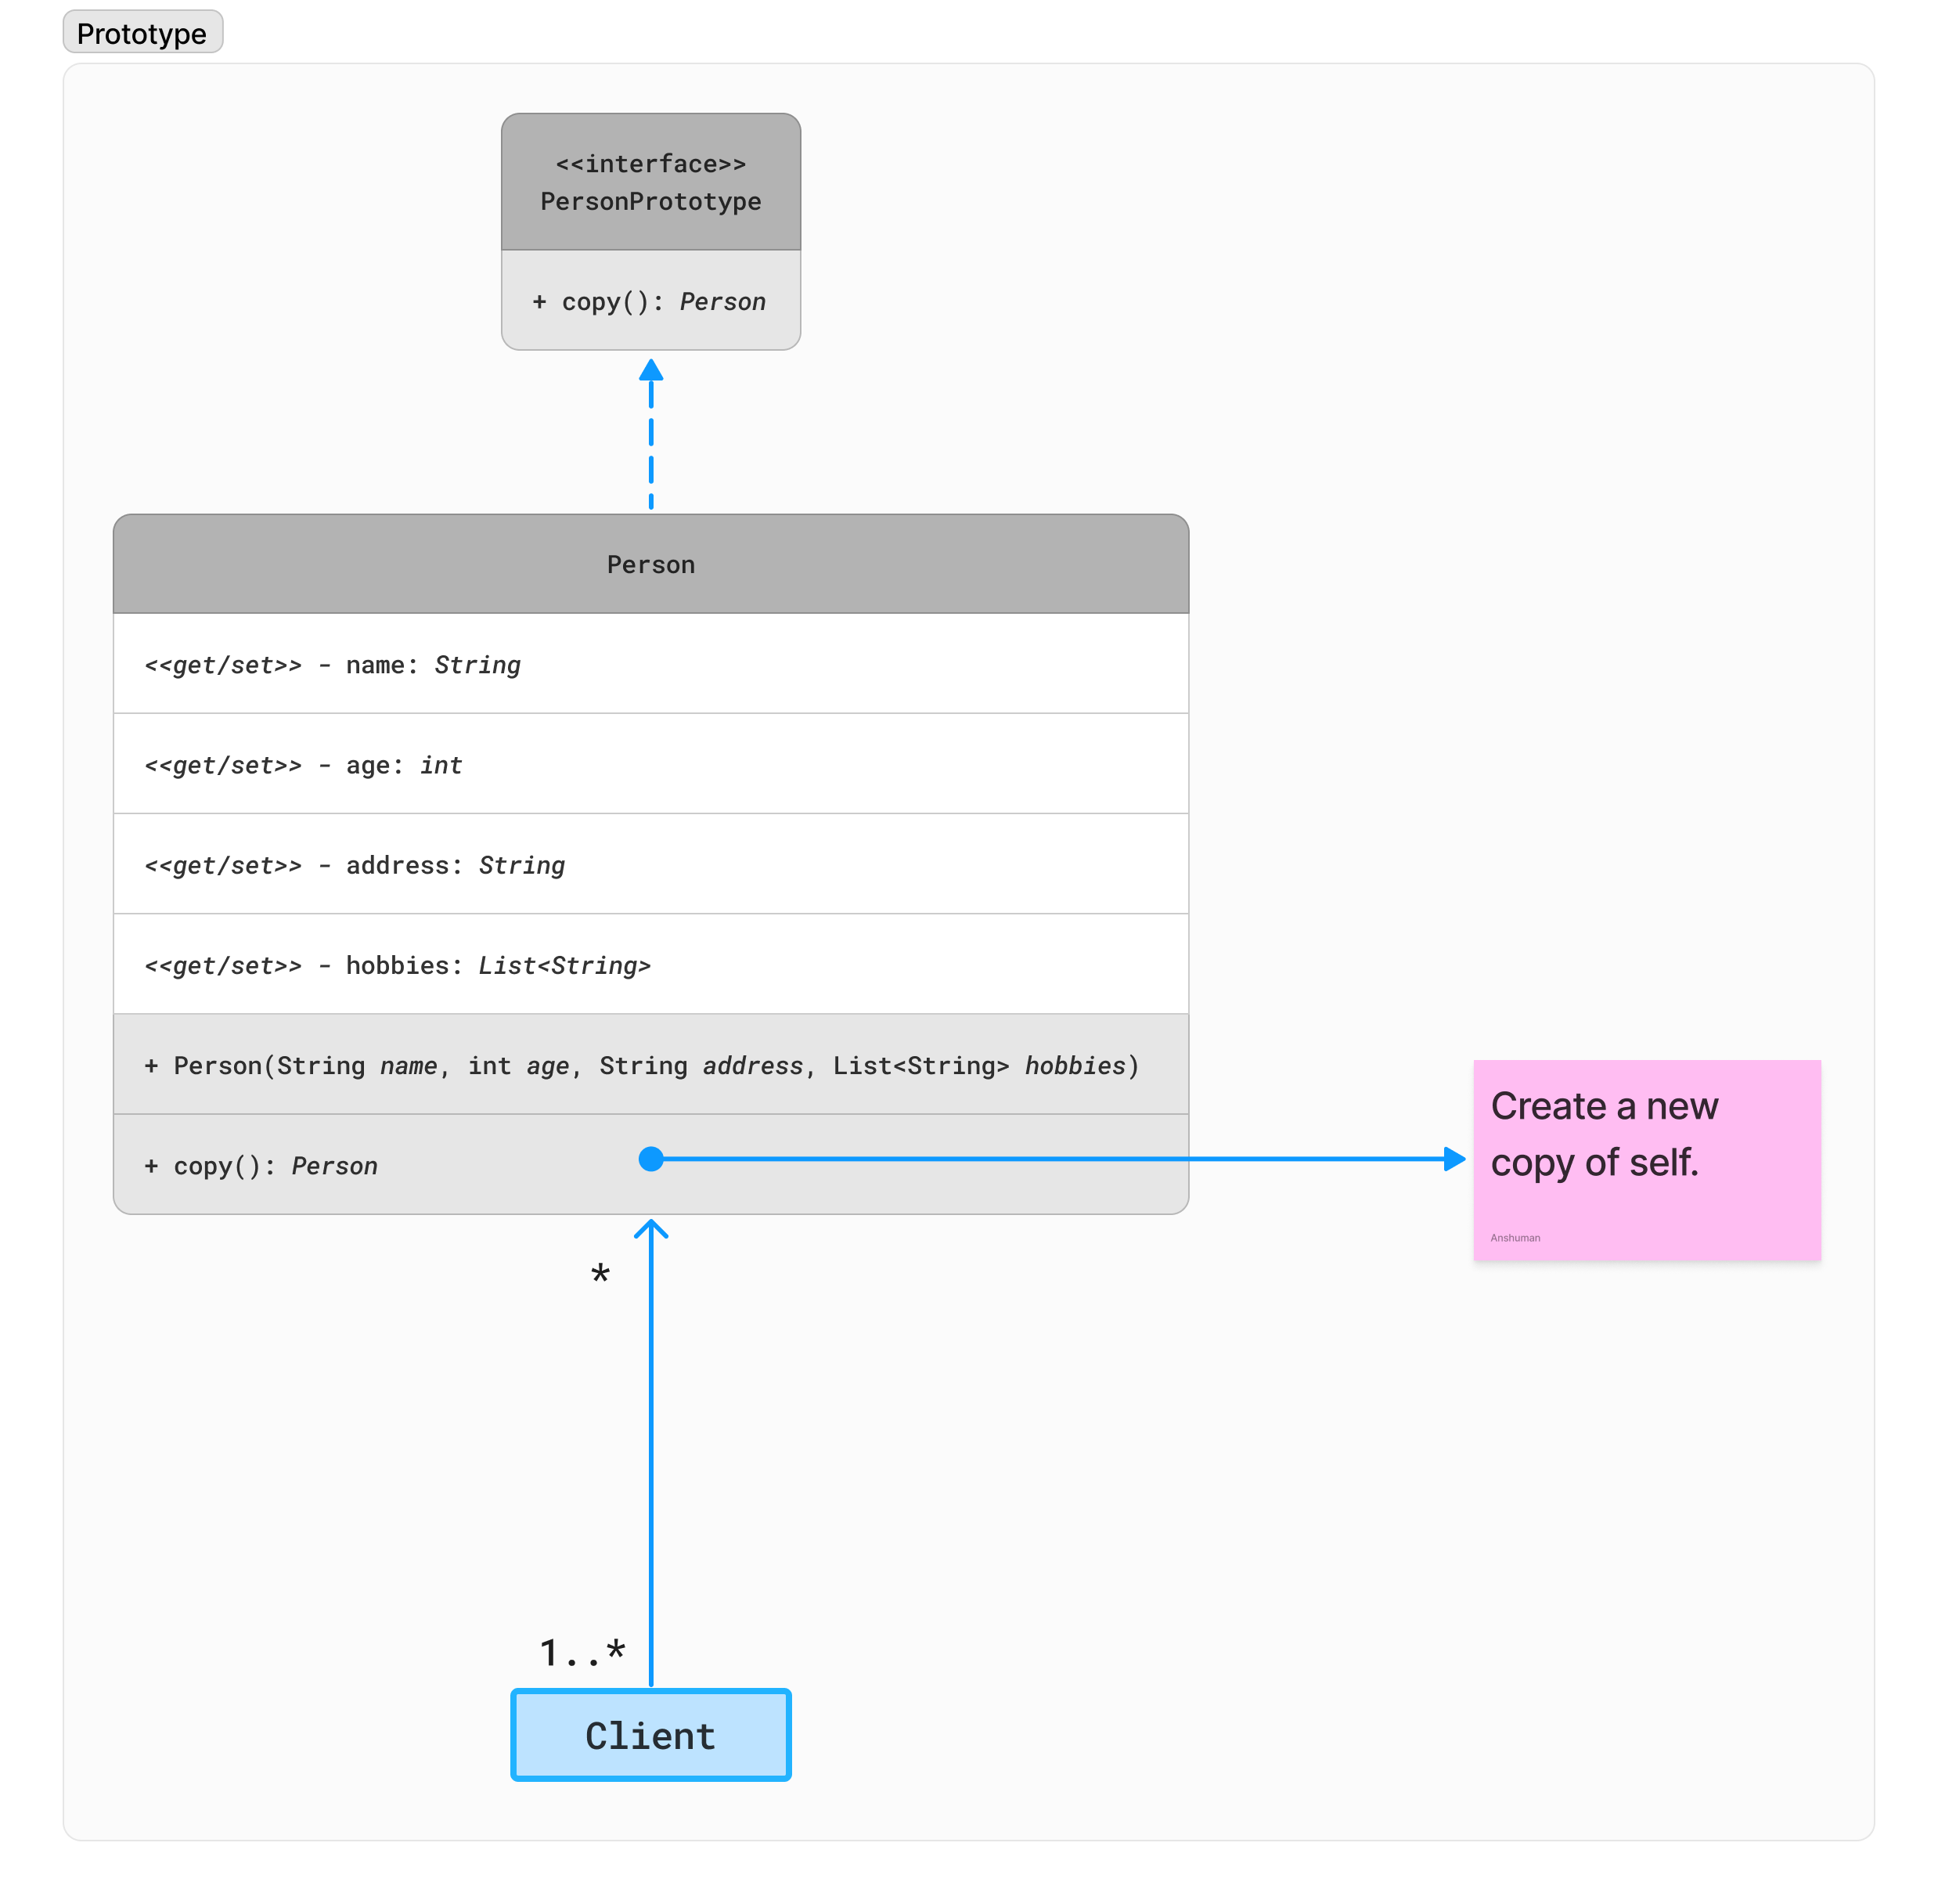 Prototype
<<interface>>
PersonPrototype
+ copy(): Person
Person
<<get/set>> - name: String
<<get/set>> - age: int
<<get/set>> - address: String
<<get/set>> - hobbies: List<String>
+ Person(String name, int age, String address, List<String> hobbies)
+ copy(): Person
Create a new
copy of self.
Anshuman
*
1..*
Client